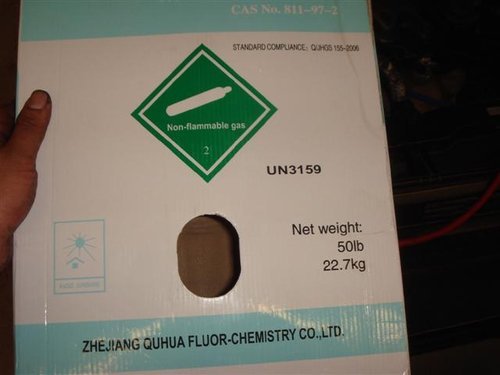 CAS No. 811-97-2
STANDARD COMPLIANCE: QJ/HGS 155-2006
Non-flammable gas
2
UN3159
Net weight:
50lb
22.7kg
ZHEJIANG QUHUA FLUOR-CHEMISTRY CO.,LTD.